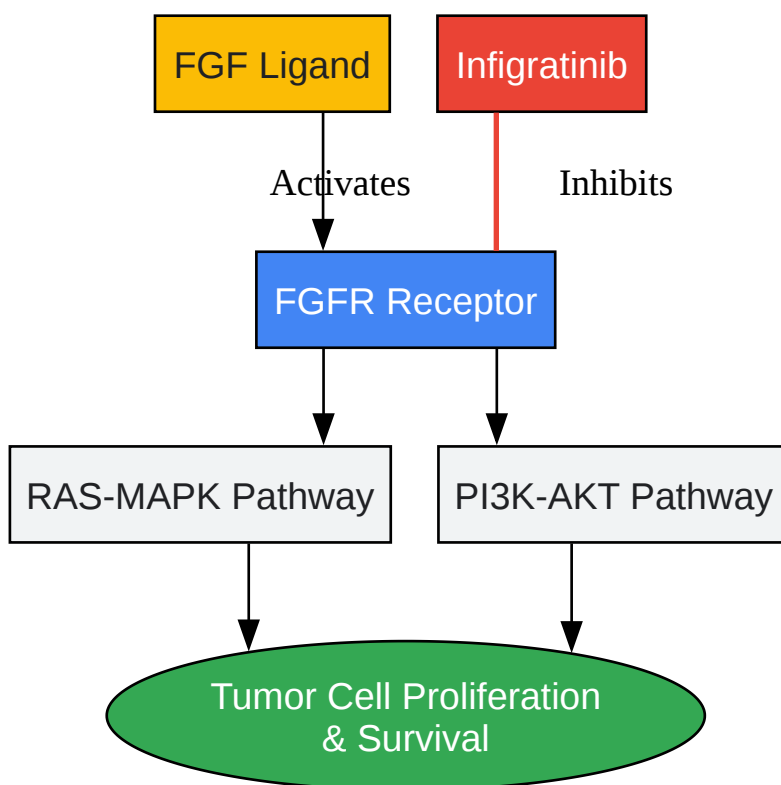 FGF Ligand
Infigratinib
Activates
Inhibits
FGFR Receptor
RAS-MAPK Pathway
PI3K-AKT Pathway
Tumor Cell Proliferation
& Survival